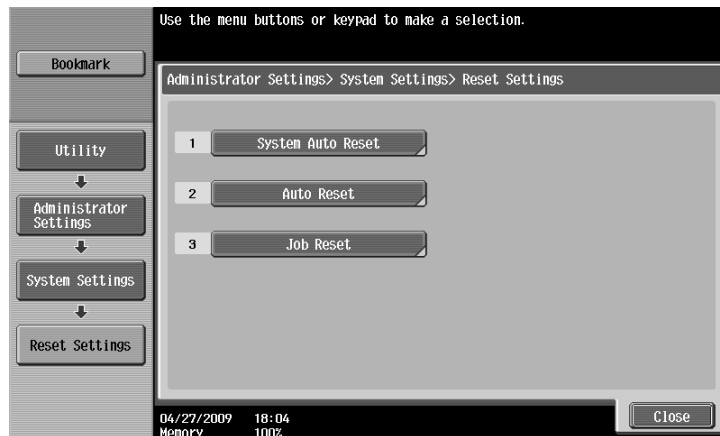 Use the menu buttons or keypad to make a selection.
Bookmark
Administrator Settings> System Settings> Reset Settings
Utility
Administrator
Settings
System Settings
Reset Settings
1 System Auto Reset
2 Auto Reset
3 Job Reset
04/27/2009 18:04
Memory 100%
Close